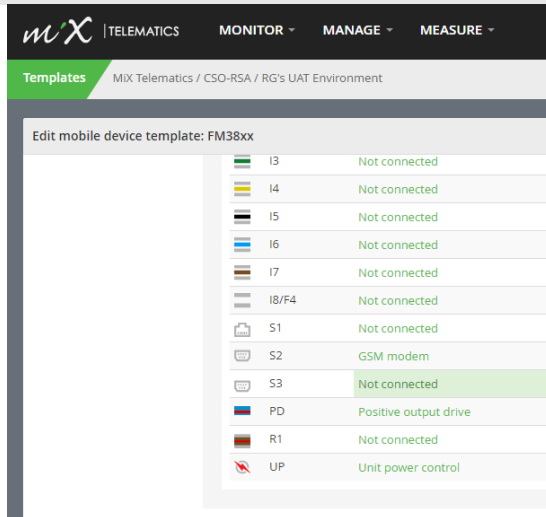 miX | TELEMATICS MONITOR MANAGE MEASURE
Templates MiX Telematics / CSO-RSA / RG's UAT Environment
Edit mobile device template: FM38xx
I3 Not connected
I4 Not connected
I5 Not connected
I6 Not connected
I7 Not connected
I8/F4 Not connected
S1 Not connected
S2 GSM modem
S3 Not connected
PD Positive output drive
R1 Not connected
UP Unit power control